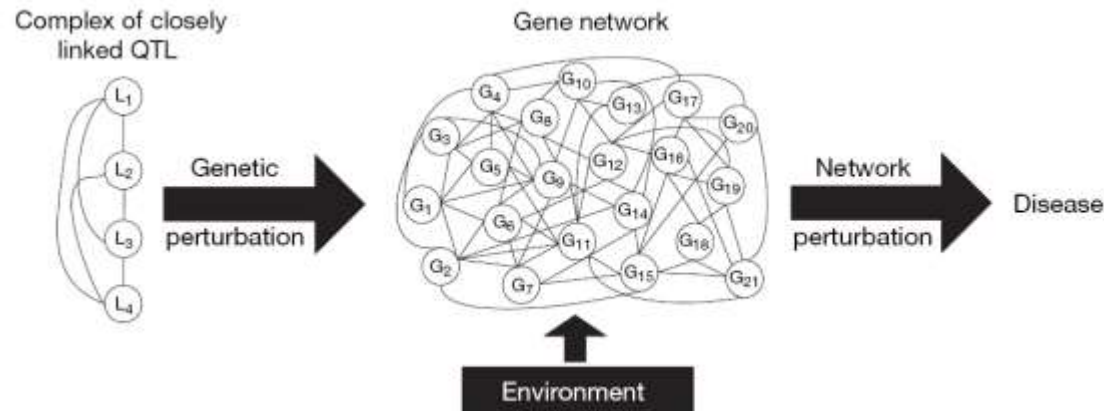 Complex of closely
linked QTL
Gene network
L1
L2
L3
L4
Genetic
perturbation
G10
G4
G17
G13
G8
G20
G3
G12
G16
G5
G9
G19
G1
G14
G6
G11
G18
G2
G15
G7
G21
Network
perturbation
Disease
Environment